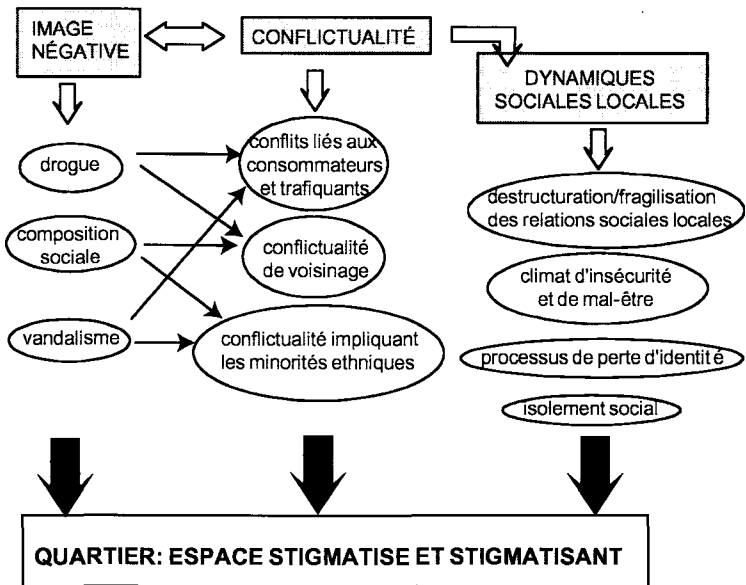 IMAGE
NÉGATIVE
CONFLICTUALITÉ
DYNAMIQUES
SOCIALES LOCALES
drogue
composition
sociale
vandalisme
conflits liés aux
consommateurs
et trafiquants
conflictualité
de voisinage
conflictualité impliquant
les minorités ethniques
destructuration/fragilisation
des relations sociales locales
climat d'insécurité
et de mal-être
processus de perte d'identité
isolement social
QUARTIER: ESPACE STIGMATISE ET STIGMATISANT